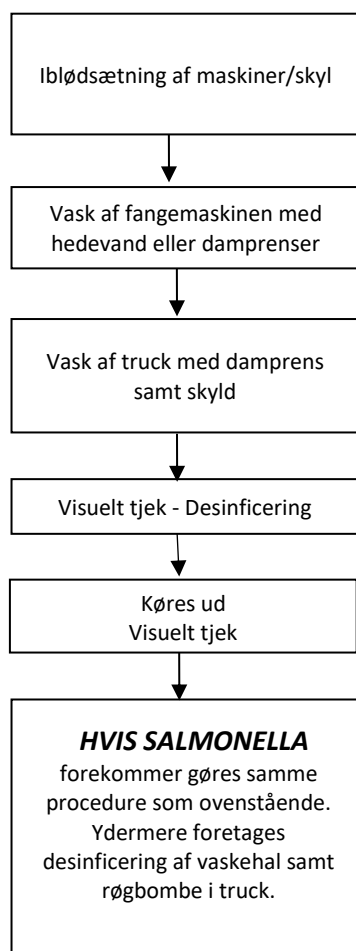 Iblødsætning af maskiner/skyl
Vask af fangemaskinen med
hedevand eller damprenser
Vask af truck med damprens
samt skyld
Visuelt tjek - Desinficering
Køres ud
Visuelt tjek
HVIS SALMONELLA
forekommer gøres samme
procedure som ovenstående.
Ydermere foretages
desinficering af vaskehal samt
røgbombe i truck.